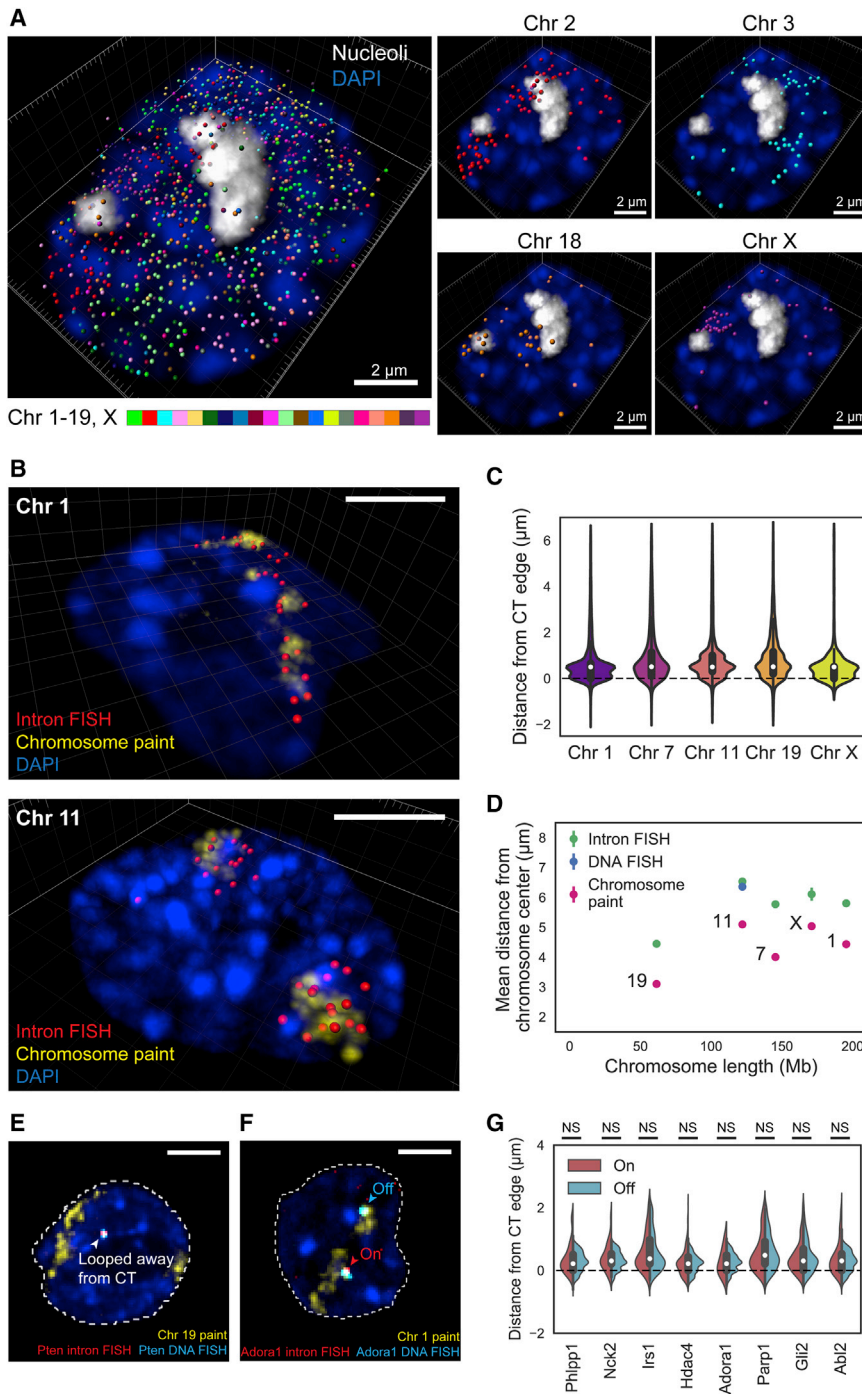 A
Nucleoli
DAPI
2 µm
Chr 1-19, X
Chr 2
2 µm
Chr 3
2 µm
Chr 18
2 µm
Chr X
2 µm
B
Chr 1
Intron FISH
Chromosome paint
DAPI
Chr 11
Intron FISH
Chromosome paint
DAPI
C
Distance from CT edge (µm)
6
4
2
0
−2
Chr 1
Chr 7
Chr 11
Chr 19
Chr X
D
Mean distance from
chromosome center (µm)
8
7
6
5
4
3
2
Intron FISH
DNA FISH
Chromosome
paint
19
11
7
X
1
0
50
100
150
200
Chromosome length (Mb)
E
Looped away
from CT
Chr 19 paint
Pten intron FISH
Pten DNA FISH
F
Off
On
Chr 1 paint
Adora1 intron FISH
Adora1 DNA FISH
G
NS NS NS NS NS NS NS NS
Distance from CT edge (µm)
4
2
0
−2
On
Off
Phlpp1
Nck2
Irs1
Hdac4
Adora1
Parp1
Gli2
Abl2